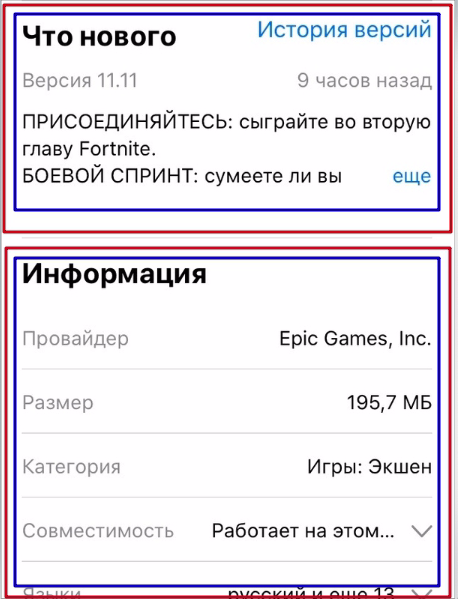 Что нового История версий
Версия 11.11 9 часов назад
ПРИСОЕДИНЯЙТЕСЬ: сыграйте во вторую
главу Fortnite.
БОЕВОЙ СПРИНТ: сумеете ли вы еще
Информация
Провайдер Epic Games, Inc.
Размер 195,7 МБ
Категория Игры: Экшен
Совместимость Работает на этом...
Языки русский и еще 13